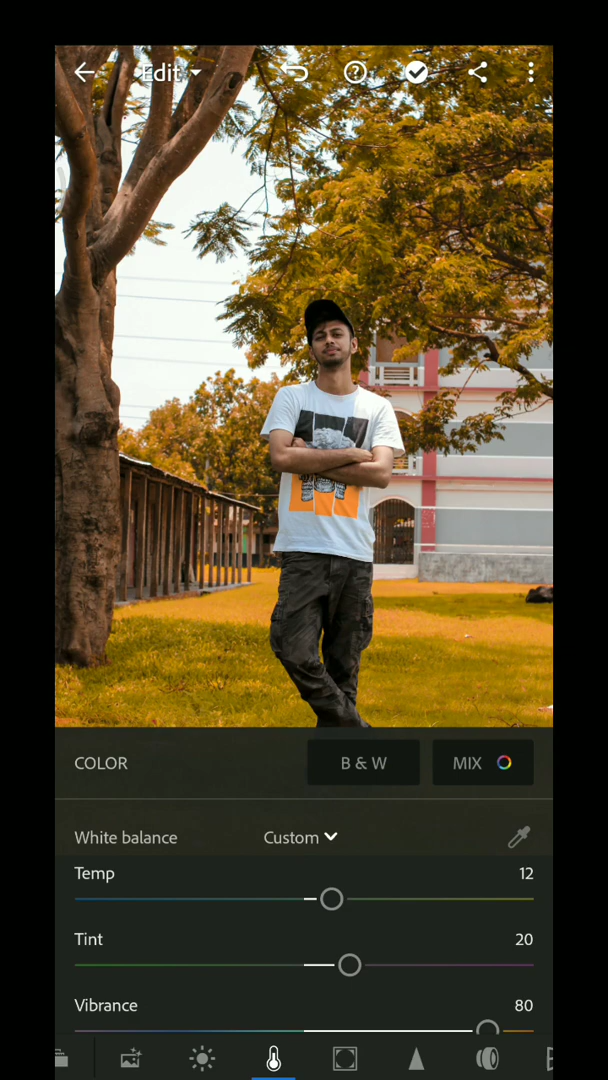 Edit
COLOR
B & W
MIX
White balance
Custom
Temp
12
Tint
20
Vibrance
80